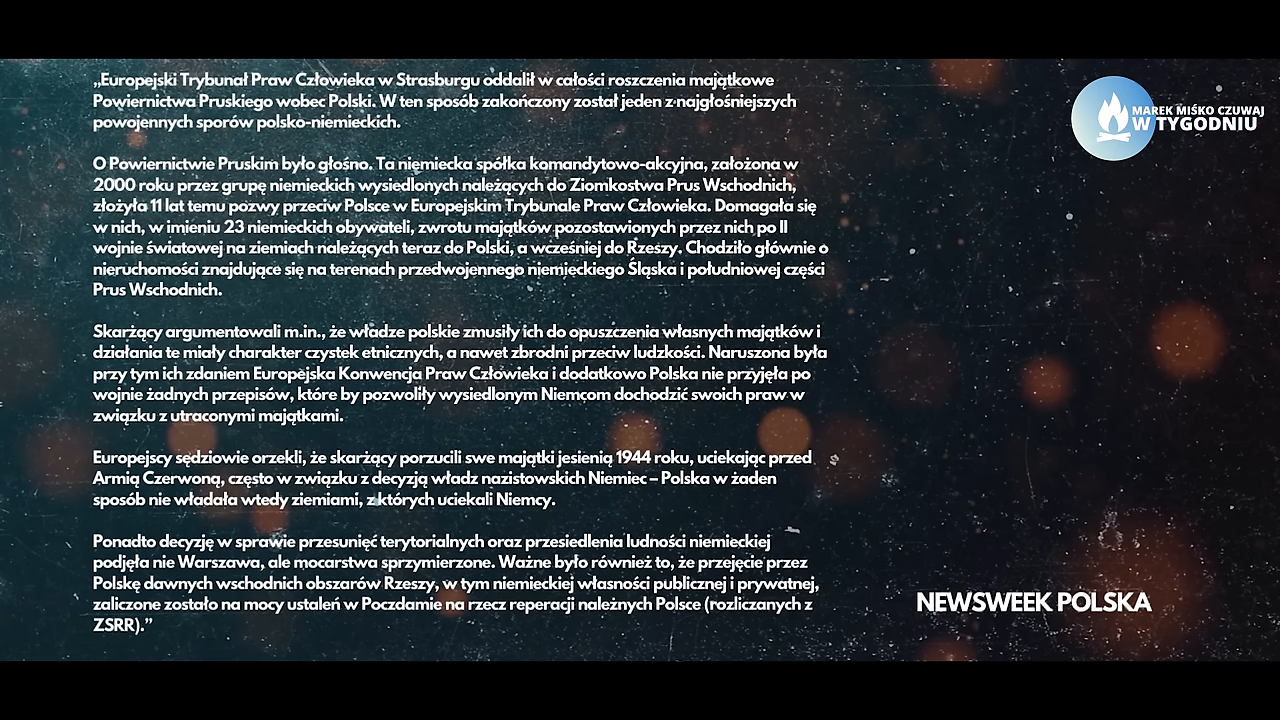 „Europejski Trybunał Praw Człowieka w Strasburgu oddalił w całości roszczenia majątkowe
Powiernictwa Pruskiego wobec Polski. W ten sposób zakończony został jeden z najgłośniejszych
powojennych sporów polsko-niemieckich.
O Powiernictwie Pruskim było głośno. Ta niemiecka spółka komandytowo-akcyjna, założona w
2000 roku przez grupę niemieckich wysiedlonych należących do Ziomkostwa Prus Wschodnich,
złożyła 11 lat temu pozwy przeciw Polsce w Europejskim Trybunale Praw Człowieka. Domagała się
w nich, w imieniu 23 niemieckich obywateli, zwrotu majątków pozostawionych przez nich po II
wojnie światowej na ziemiach należących teraz do Polski, a wcześniej do Rzeszy. Chodziło głównie o
nieruchomości znajdujące się na terenach przedwojennego niemieckiego Śląska i południowej części
Prus Wschodnich.
Skarżący argumentowali m.in., że władze polskie zmusiły ich do opuszczenia własnych majątków i
działania te miały charakter czystek etnicznych, a nawet zbrodni przeciw ludzkości. Naruszona była
przy tym ich zdaniem Europejska Konwencja Praw Człowieka i dodatkowo Polska nie przyjęła po
wojnie żadnych przepisów, które by pozwoliły wysiedlonym Niemcom dochodzić swoich praw w
związku z utraconymi majątkami.
Europejscy sędziowie orzekli, że skarżący porzucili swe majątki jesienią 1944 roku, uciekając przed
Armią Czerwoną, często w związku z decyzją władz nazistowskich Niemiec – Polska w żaden
sposób nie władała wtedy ziemiami, z których uciekali Niemcy.
Ponadto decyzję w sprawie przesunięć terytorialnych oraz przesiedlenia ludności niemieckiej
podjęła nie Warszawa, ale mocarstwa sprzymierzone. Ważne było również to, że przejęcie przez
Polskę dawnych wschodnich obszarów Rzeszy, w tym niemieckiej własności publicznej i prywatnej,
zaliczone zostało na mocy ustaleń w Poczdamie na rzecz reperacji należnych Polsce (rozliczanych z
ZSRR).”
MAREK MIŚKO CZUWAJ
W TYGODNIU
NEWSWEEK POLSKA